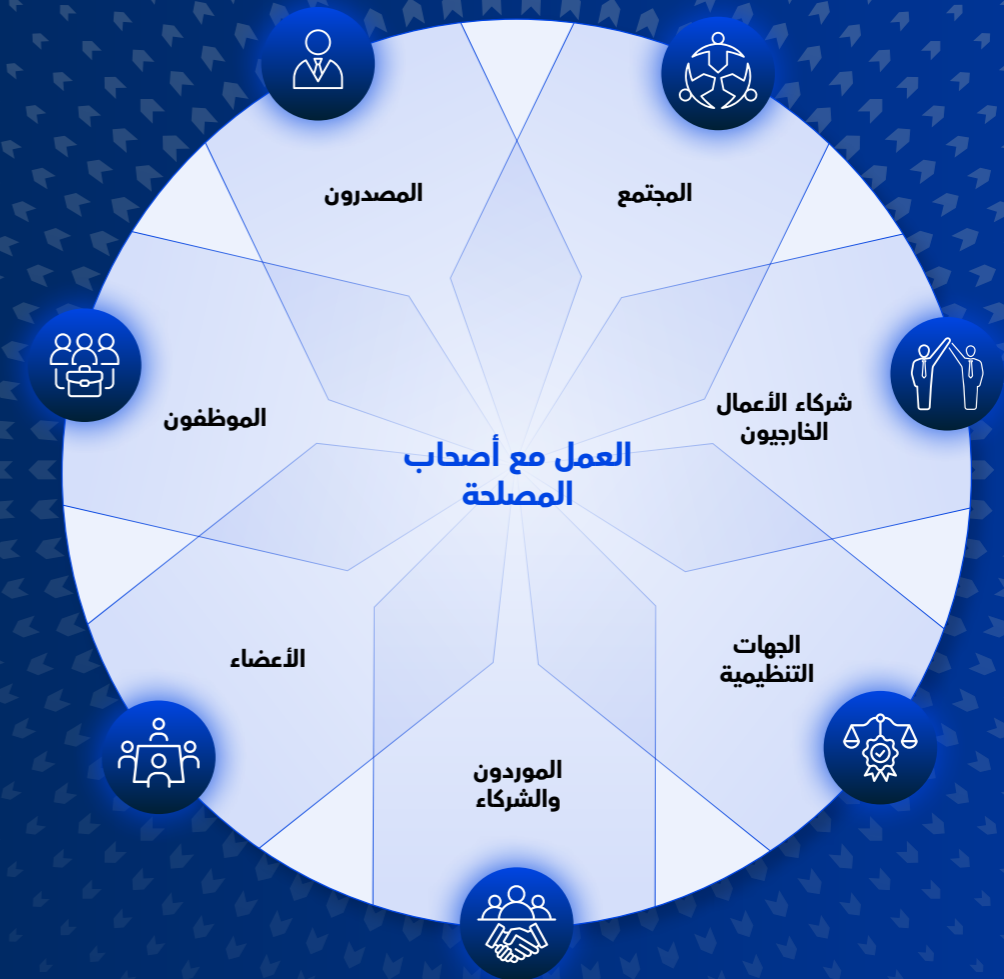 المجتمع
المصدرون
شركاء الأعمال
الخارجيون
الموظفون
العمل مع أصحاب
المصلحة
الجهات
التنظيمية
الأعضاء
الموردون
والشركاء